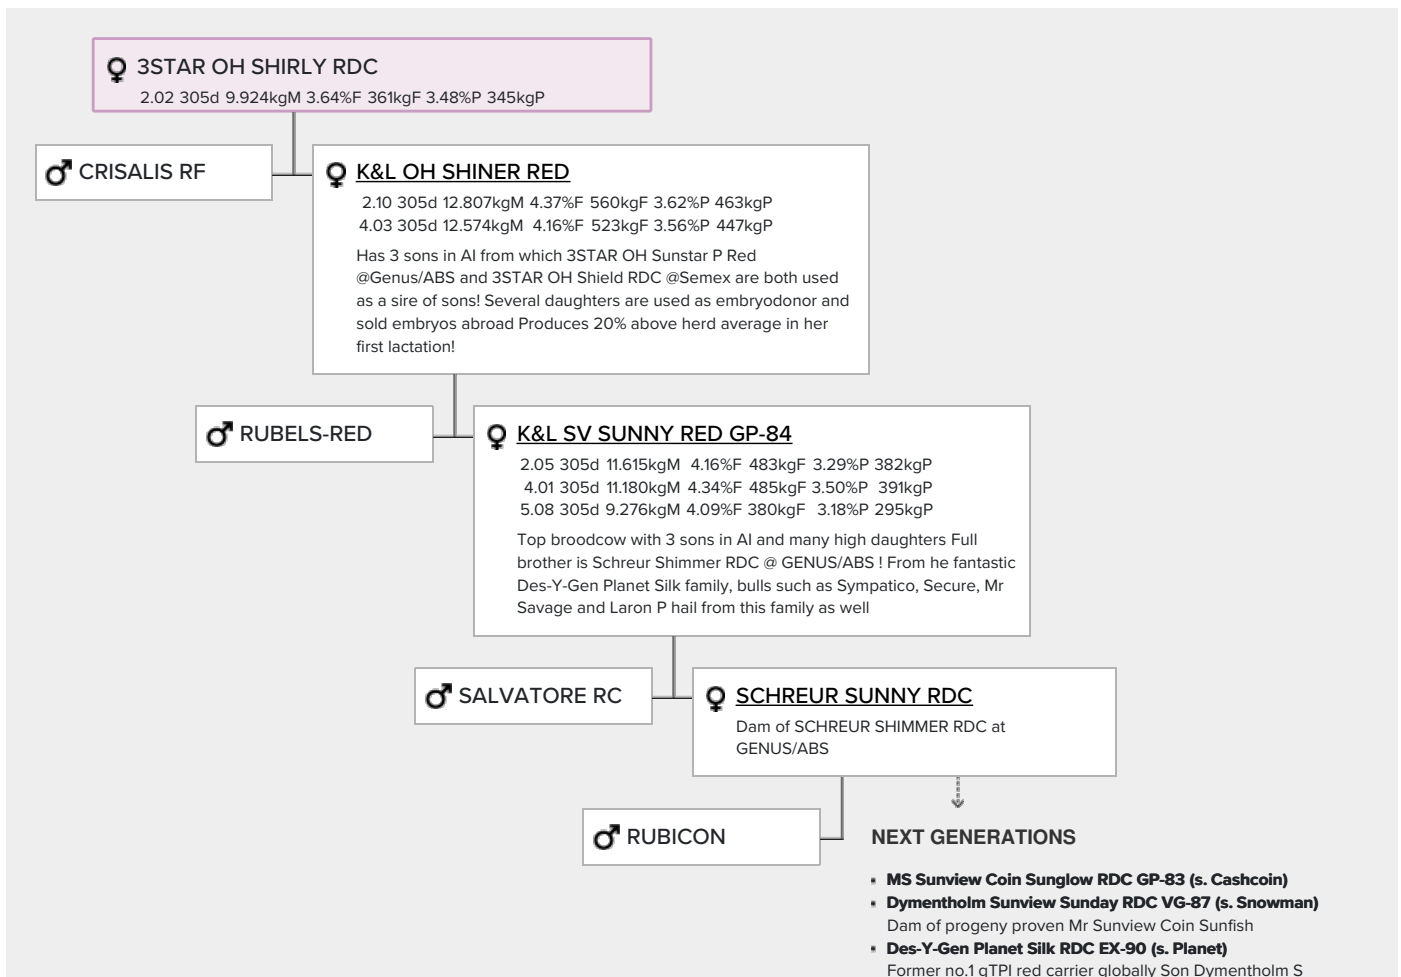 3STAR OH SHIRLY RDC
2.02 305d 9.924kgM 3.64%F 361kgF 3.48%P 345kgP
CRISALIS RF
K&L OH SHINER RED
2.10 305d 12.807kgM 4.37%F 560kgF 3.62%P 463kgP
4.03 305d 12.574kgM 4.16%F 523kgF 3.56%P 447kgP
Has 3 sons in AI from which 3STAR OH Sunstar P Red
@Genus/ABS and 3STAR OH Shield RDC @Semex are both used
as a sire of sons! Several daughters are used as embryodonor and
sold embryos abroad Produces 20% above herd average in her
first lactation!
RUBELS-RED
K&L SV SUNNY RED GP-84
2.05 305d 11.615kgM 4.16%F 483kgF 3.29%P 382kgP
4.01 305d 11.180kgM 4.34%F 485kgF 3.50%P 391kgP
5.08 305d 9.276kgM 4.09%F 380kgF 3.18%P 295kgP
Top broodcow with 3 sons in AI and many high daughters Full
brother is Schreur Shimmer RDC @ GENUS/ABS ! From he fantastic
Des-Y-Gen Planet Silk family, bulls such as Sympatico, Secure, Mr
Savage and Laron P hail from this family as well
SALVATORE RC
SCHREUR SUNNY RDC
Dam of SCHREUR SHIMMER RDC at
GENUS/ABS
RUBICON
NEXT GENERATIONS
MS Sunview Coin Sunglow RDC GP-83 (s. Cashcoin)
Dymentholm Sunview Sunday RDC VG-87 (s. Snowman)
Dam of progeny proven Mr Sunview Coin Sunfish
Des-Y-Gen Planet Silk RDC EX-90 (s. Planet)
Former no.1 gTPI red carrier globally Son Dymentholm S